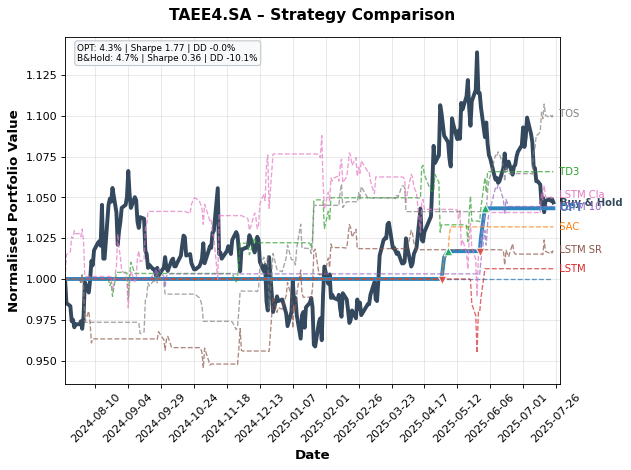 TAEE4.SA – Strategy Comparison
OPT: 4.3% | Sharpe 1.77 | DD -0.0%
B&Hold: 4.7% | Sharpe 0.36 | DD -10.1%
Normalised Portfolio Value
1.125
1.100
1.075
1.050
1.025
1.000
0.975
0.950
TOS
TD3
LSTM Cla
Buy & Hold
SAC
LSTM SR
LSTM
2024-08-10
2024-09-04
2024-09-29
2024-10-24
2024-11-18
2024-12-13
2025-01-07
2025-02-01
2025-02-26
2025-03-23
2025-04-17
2025-05-12
2025-06-06
2025-07-01
2025-07-26
Date